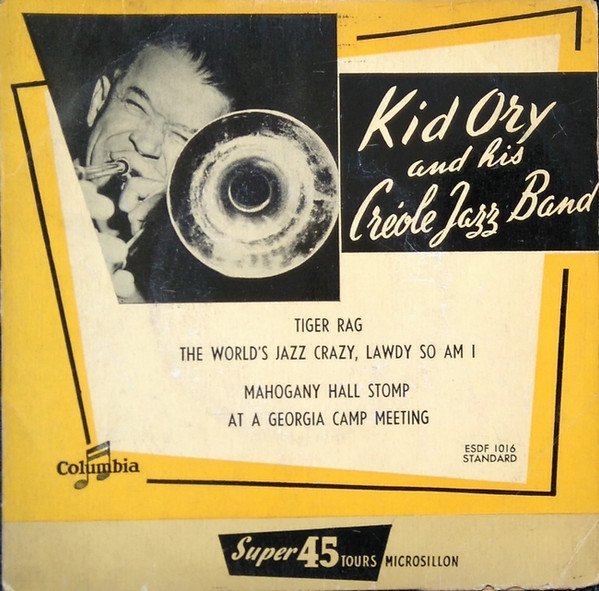 Kid Ory
and his
Créole Jazz Band
TIGER RAG
THE WORLD'S JAZZ CRAZY, LAWDY SO AM I
MAHOGANY HALL STOMP
AT A GEORGIA CAMP MEETING
ESDF 1016
STANDARD
Columbia
Super 45 TOURS MICROSILLON